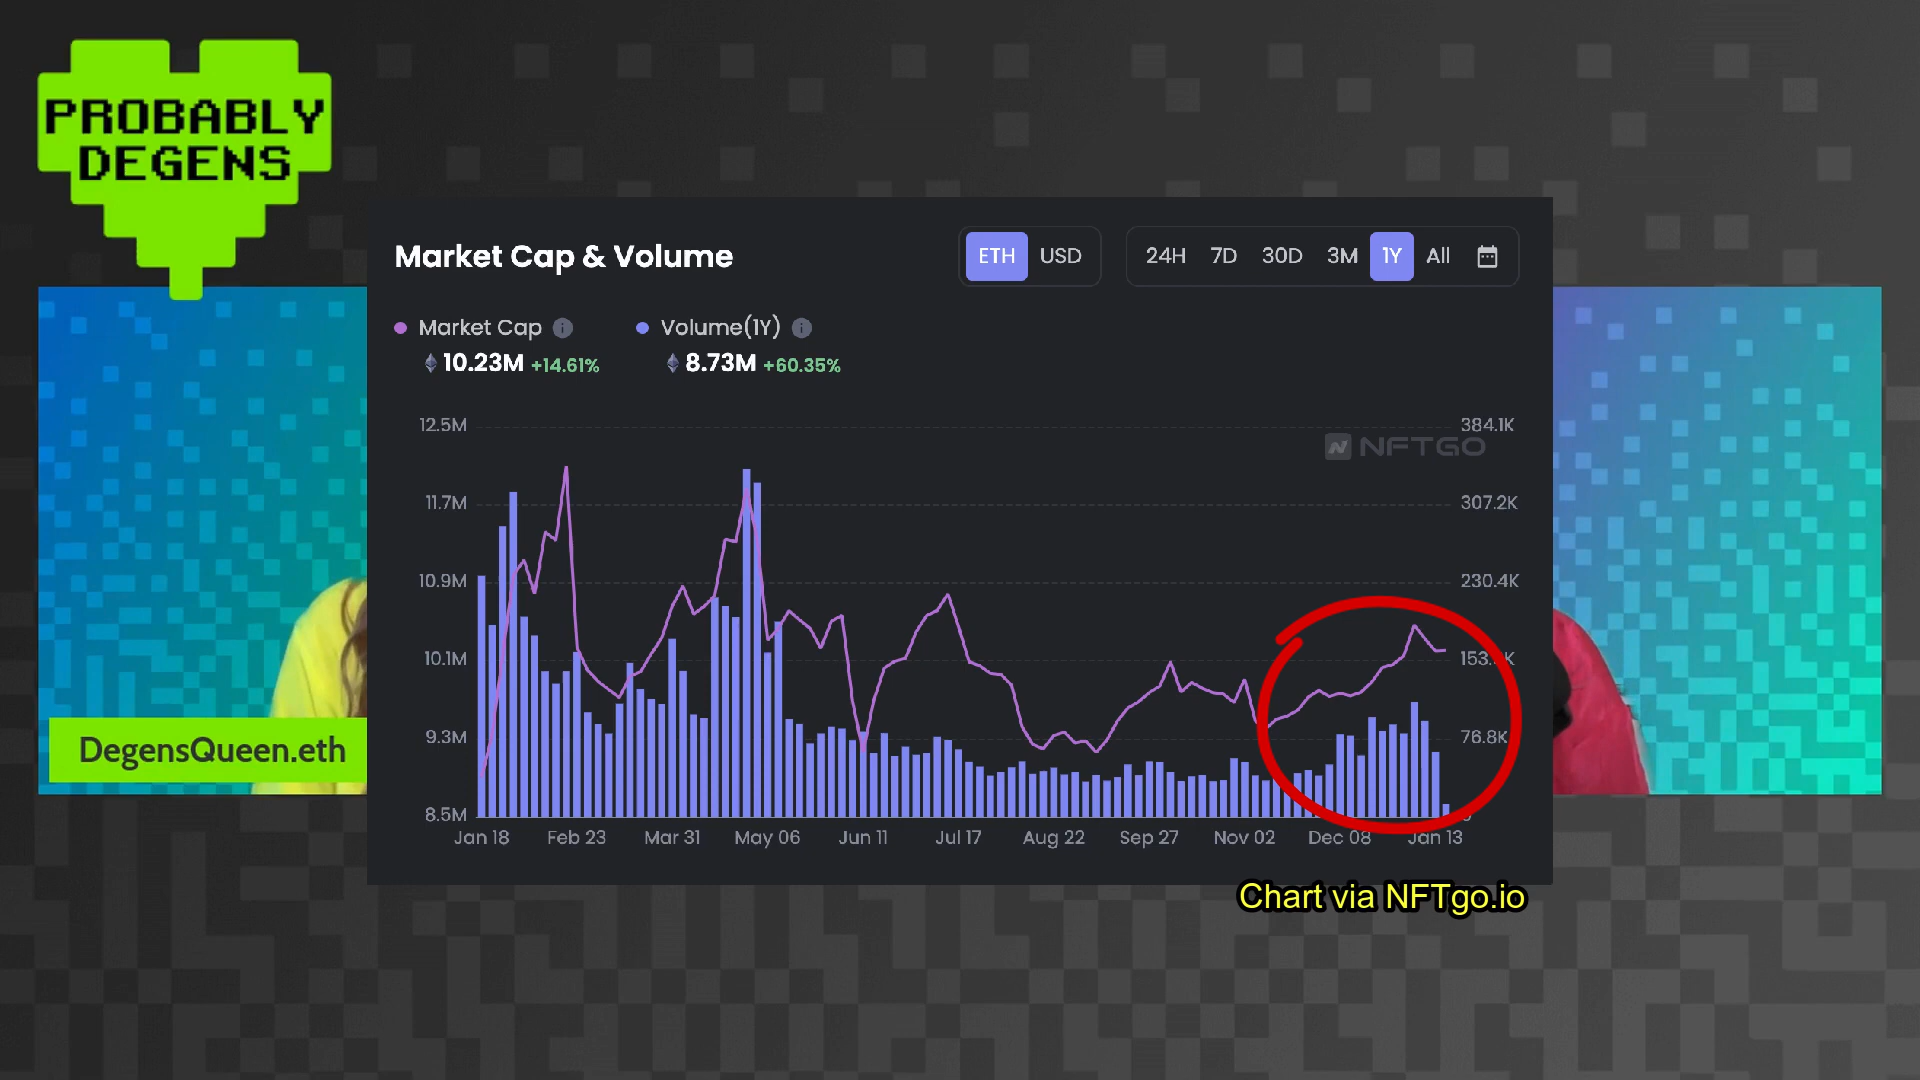 PROBABLY
DEGENS
Market Cap & Volume
ETH USD
24H 7D 30D 3M 1Y All
Market Cap
Volume(1Y)
10.23M +14.61%
8.73M +60.35%
12.5M
384.1K
NFTGO
11.7M
307.2K
10.9M
230.4K
10.1M
9.3M
76.8K
8.5M
Jan 18 Feb 23 Mar 31 May 06 Jun 11 Jul 17 Aug 22 Sep 27 Nov 02 Dec 08 Jan 13
DegensQueen.eth
Chart via NFTgo.io